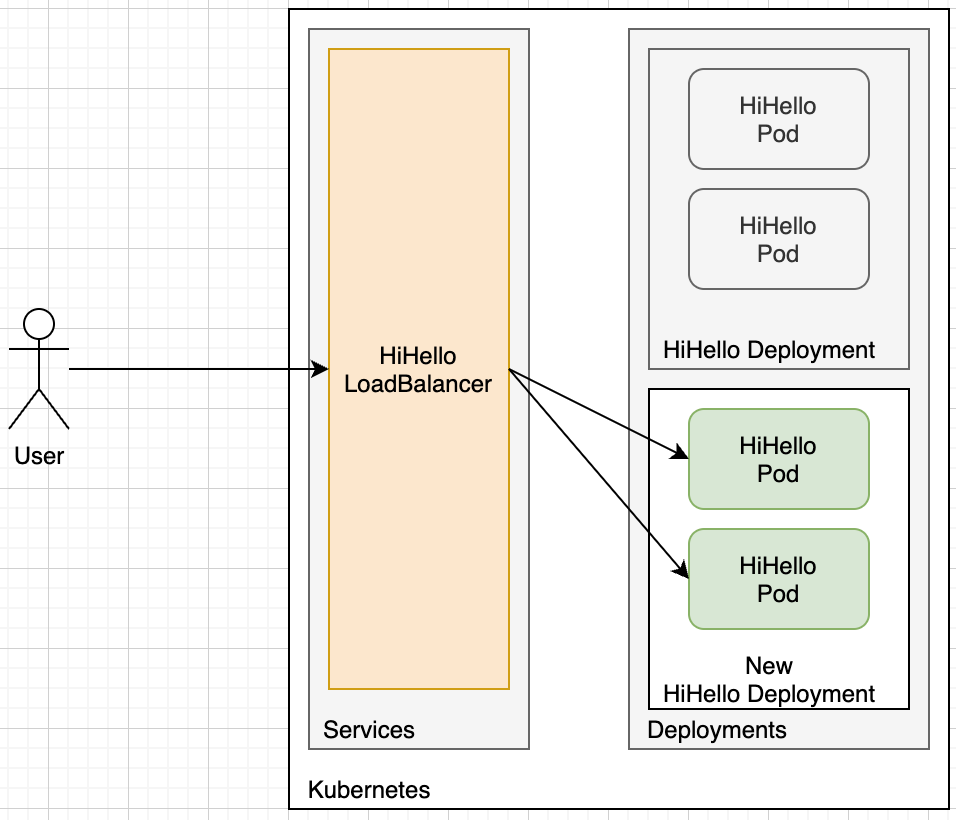 User
HiHello
LoadBalancer
Services
HiHello
Pod
HiHello
Pod
HiHello Deployment
HiHello
Pod
HiHello
Pod
New
HiHello Deployment
Deployments
Kubernetes